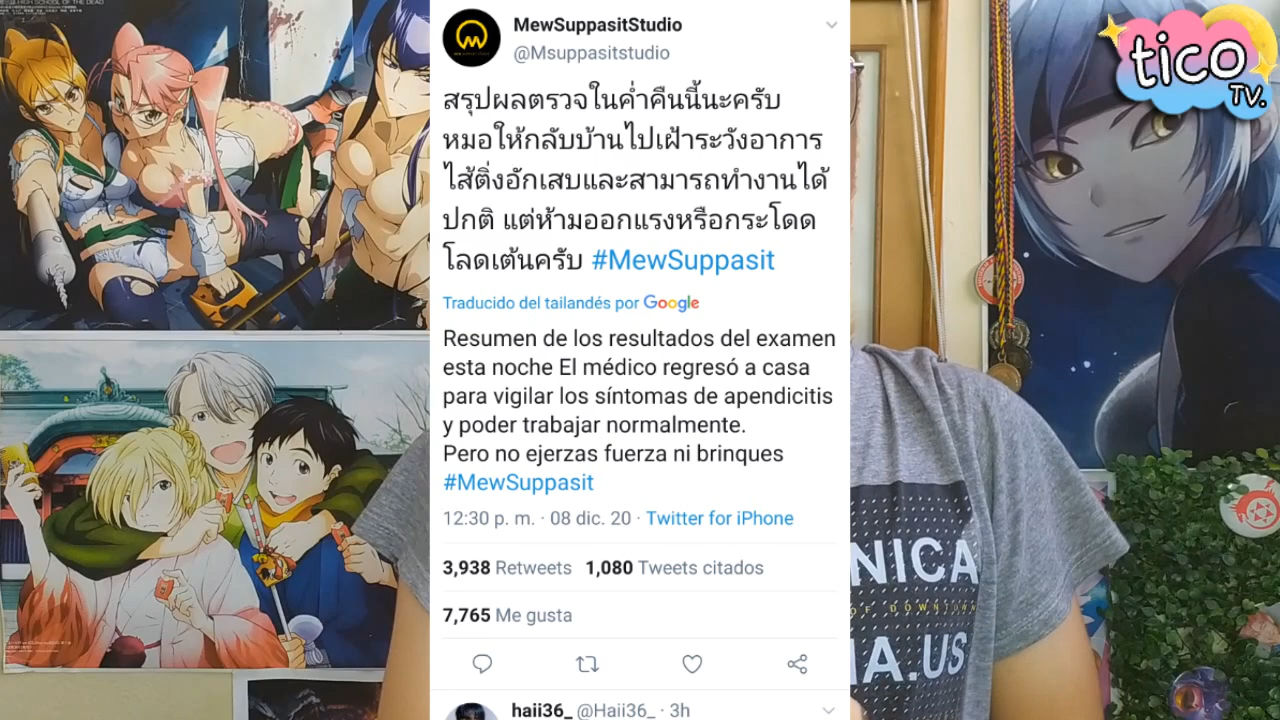 HIGH SCHOOL OF THE DEAD
MewSuppasitStudio
@Msuppasitstudio
สรุปผลตรวจในค่ำคืนนี้นะครับ
หมอให้กลับบ้านไปเฝ้าระวังอาการ
ไส้ติ่งอักเสบและสามารถทำงานได้
ปกติ แต่ห้ามออกแรงหรือกระโดด
โลดเต้นครับ #MewSuppasit
Traducido del tailandés por Google
Resumen de los resultados del examen
esta noche El médico regresó a casa
para vigilar los síntomas de apendicitis
y poder trabajar normalmente.
Pero no ejerzas fuerza ni brinques
#MewSuppasit
12:30 p. m. · 08 dic. 20 · Twitter for iPhone
3,938 Retweets 1,080 Tweets citados
7,765 Me gusta
haii36_ @Haii36_ · 3h
tico
TV.
NICA
OF DOWNTOWN
IA.US